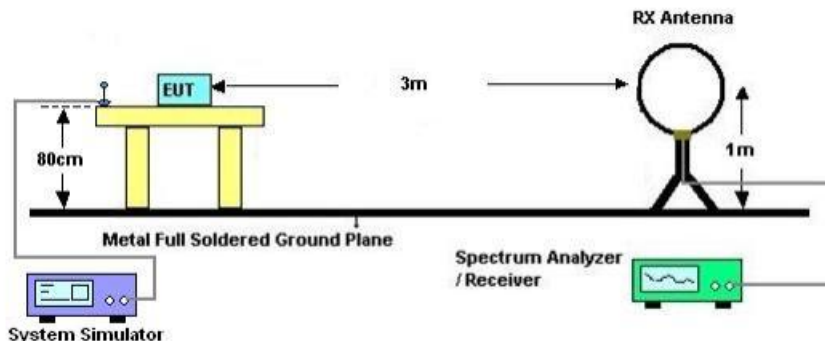 RX Antenna
EUT
3m
80cm
1m
Metal Full Soldered Ground Plane
Spectrum Analyzer
/ Receiver
System Simulator